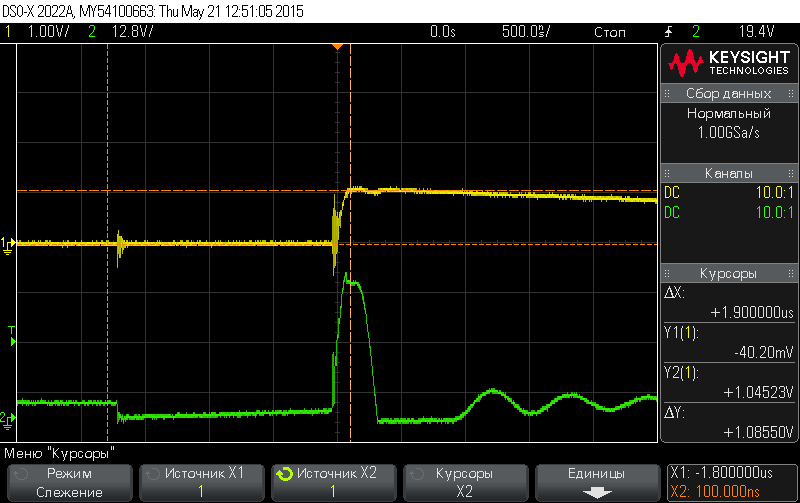 DSO-X 2022A, MY54100663: Thu May 21 12:51:05 2015
1 1.00V/ 2 12.8V/ 0.0s 500.0ns/ Стоп 2 19.4V
KEYSIGHT
TECHNOLOGIES
Сбор данных
Нормальный
1.00GSa/s
Каналы
DC 10.0:1
DC 10.0:1
Курсоры
ΔX:
+1.900000us
Y1(1):
-40.20mV
Y2(1):
+1.04523V
ΔY:
+1.08550V
1
T
2
Меню "Курсоры"
Режим
Слежение
Источник X1
1
Источник X2
1
Курсоры
X2
Единицы
X1: -1.800000us
X2: 100.000ns